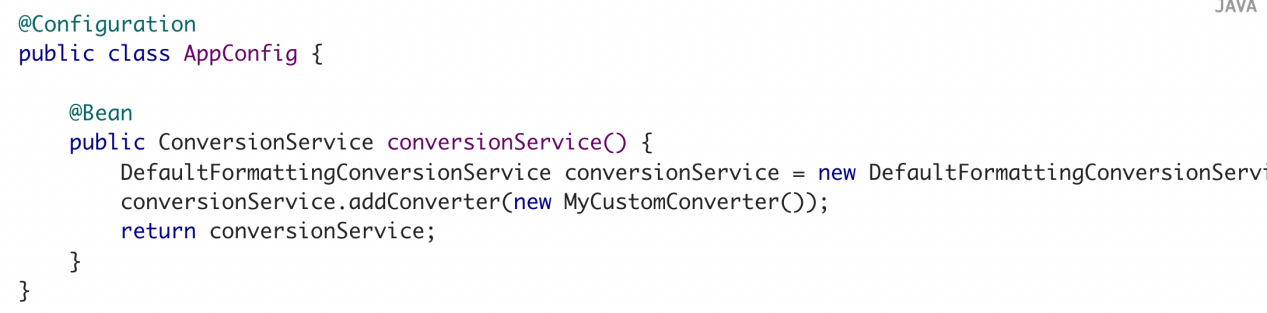 JAVA
@Configuration
public class AppConfig {
@Bean
public ConversionService conversionService() {
DefaultFormattingConversionService conversionService = new DefaultFormattingConversionServi
conversionService.addConverter(new MyCustomConverter());
return conversionService;
}
}